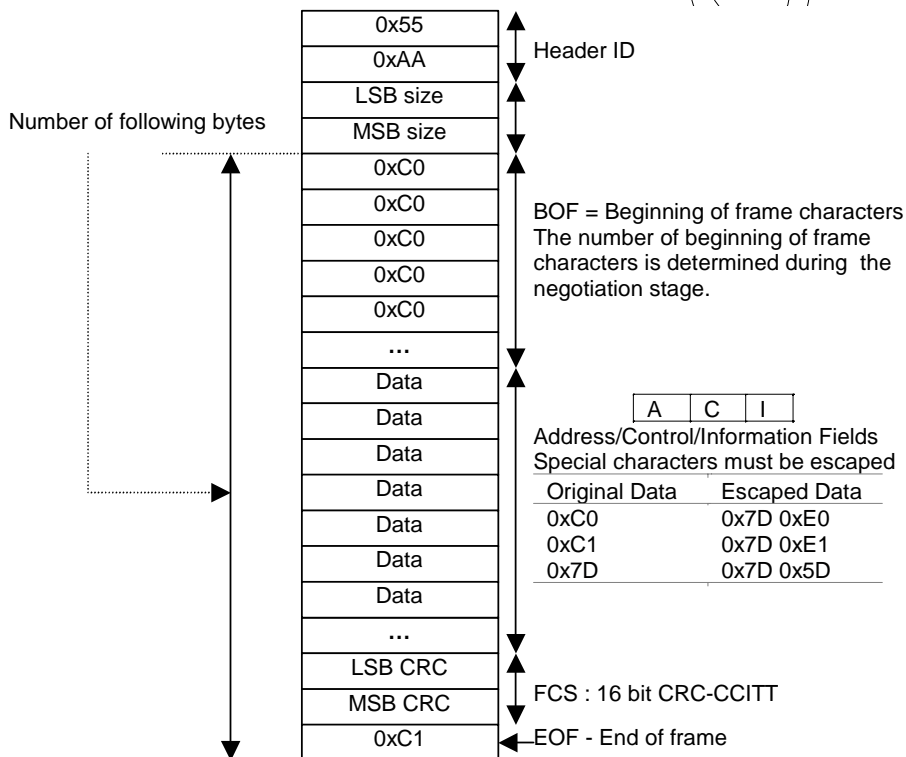 0x55
0xAA
Header ID
LSB size
MSB size
Number of following bytes
0xC0
0xC0
0xC0
0xC0
0xC0
...
BOF = Beginning of frame characters
The number of beginning of frame
characters is determined during the
negotiation stage.
Data
Data
Data
Data
Data
Data
Data
...
A C I
Address/Control/Information Fields
Special characters must be escaped
Original Data Escaped Data
0xC0 0x7D 0xE0
0xC1 0x7D 0xE1
0x7D 0x7D 0x5D
LSB CRC
MSB CRC
FCS : 16 bit CRC-CCITT
0xC1
EOF - End of frame